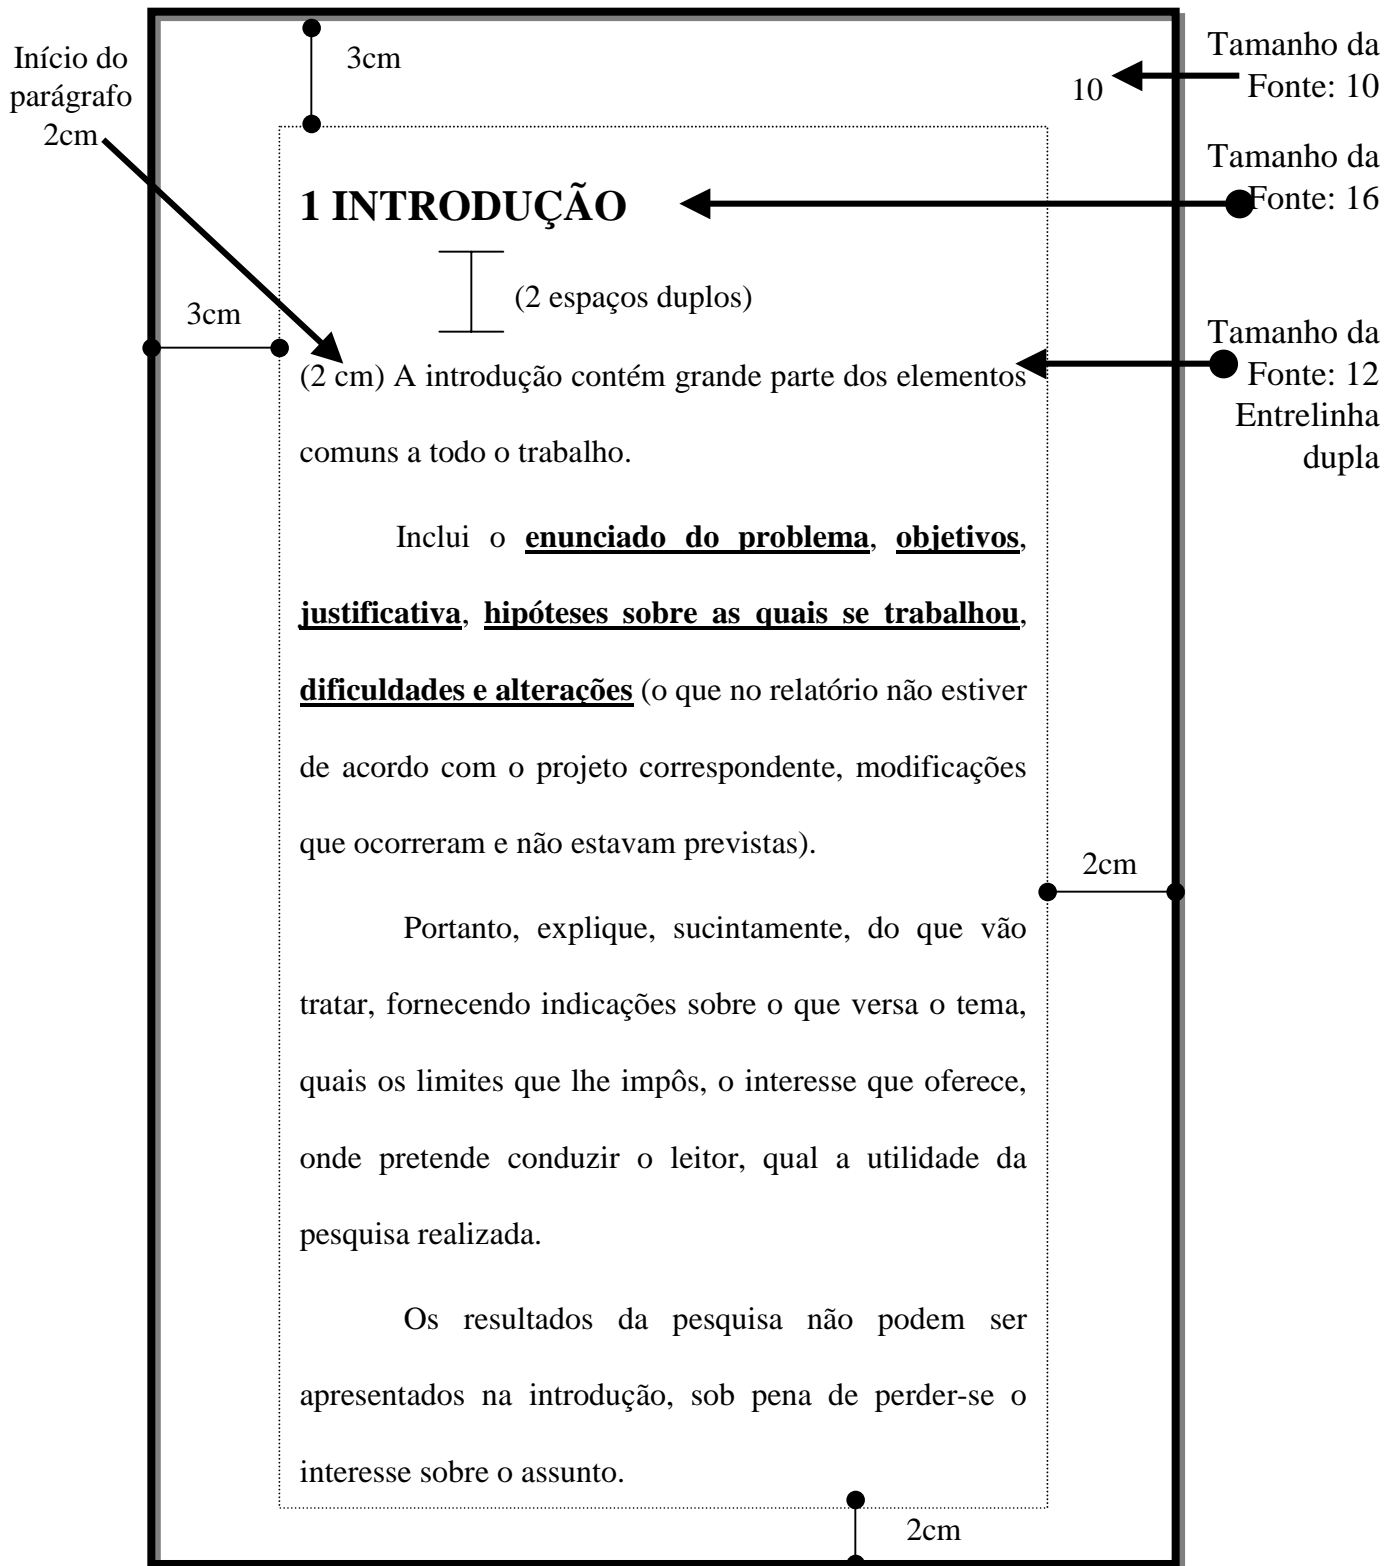 Início do
parágrafo
2cm
3cm
10
Tamanho da
Fonte: 10
Tamanho da
Fonte: 16
1 INTRODUÇÃO
(2 espaços duplos)
3cm
Tamanho da
Fonte: 12
Entrelinha
dupla
(2 cm) A introdução contém grande parte dos elementos
comuns a todo o trabalho.
Inclui o enunciado do problema, objetivos,
justificativa, hipóteses sobre as quais se trabalhou,
dificuldades e alterações (o que no relatório não estiver
de acordo com o projeto correspondente, modificações
que ocorreram e não estavam previstas).
2cm
Portanto, explique, sucintamente, do que vão
tratar, fornecendo indicações sobre o que versa o tema,
quais os limites que lhe impôs, o interesse que oferece,
onde pretende conduzir o leitor, qual a utilidade da
pesquisa realizada.
Os resultados da pesquisa não podem ser
apresentados na introdução, sob pena de perder-se o
interesse sobre o assunto.
2cm